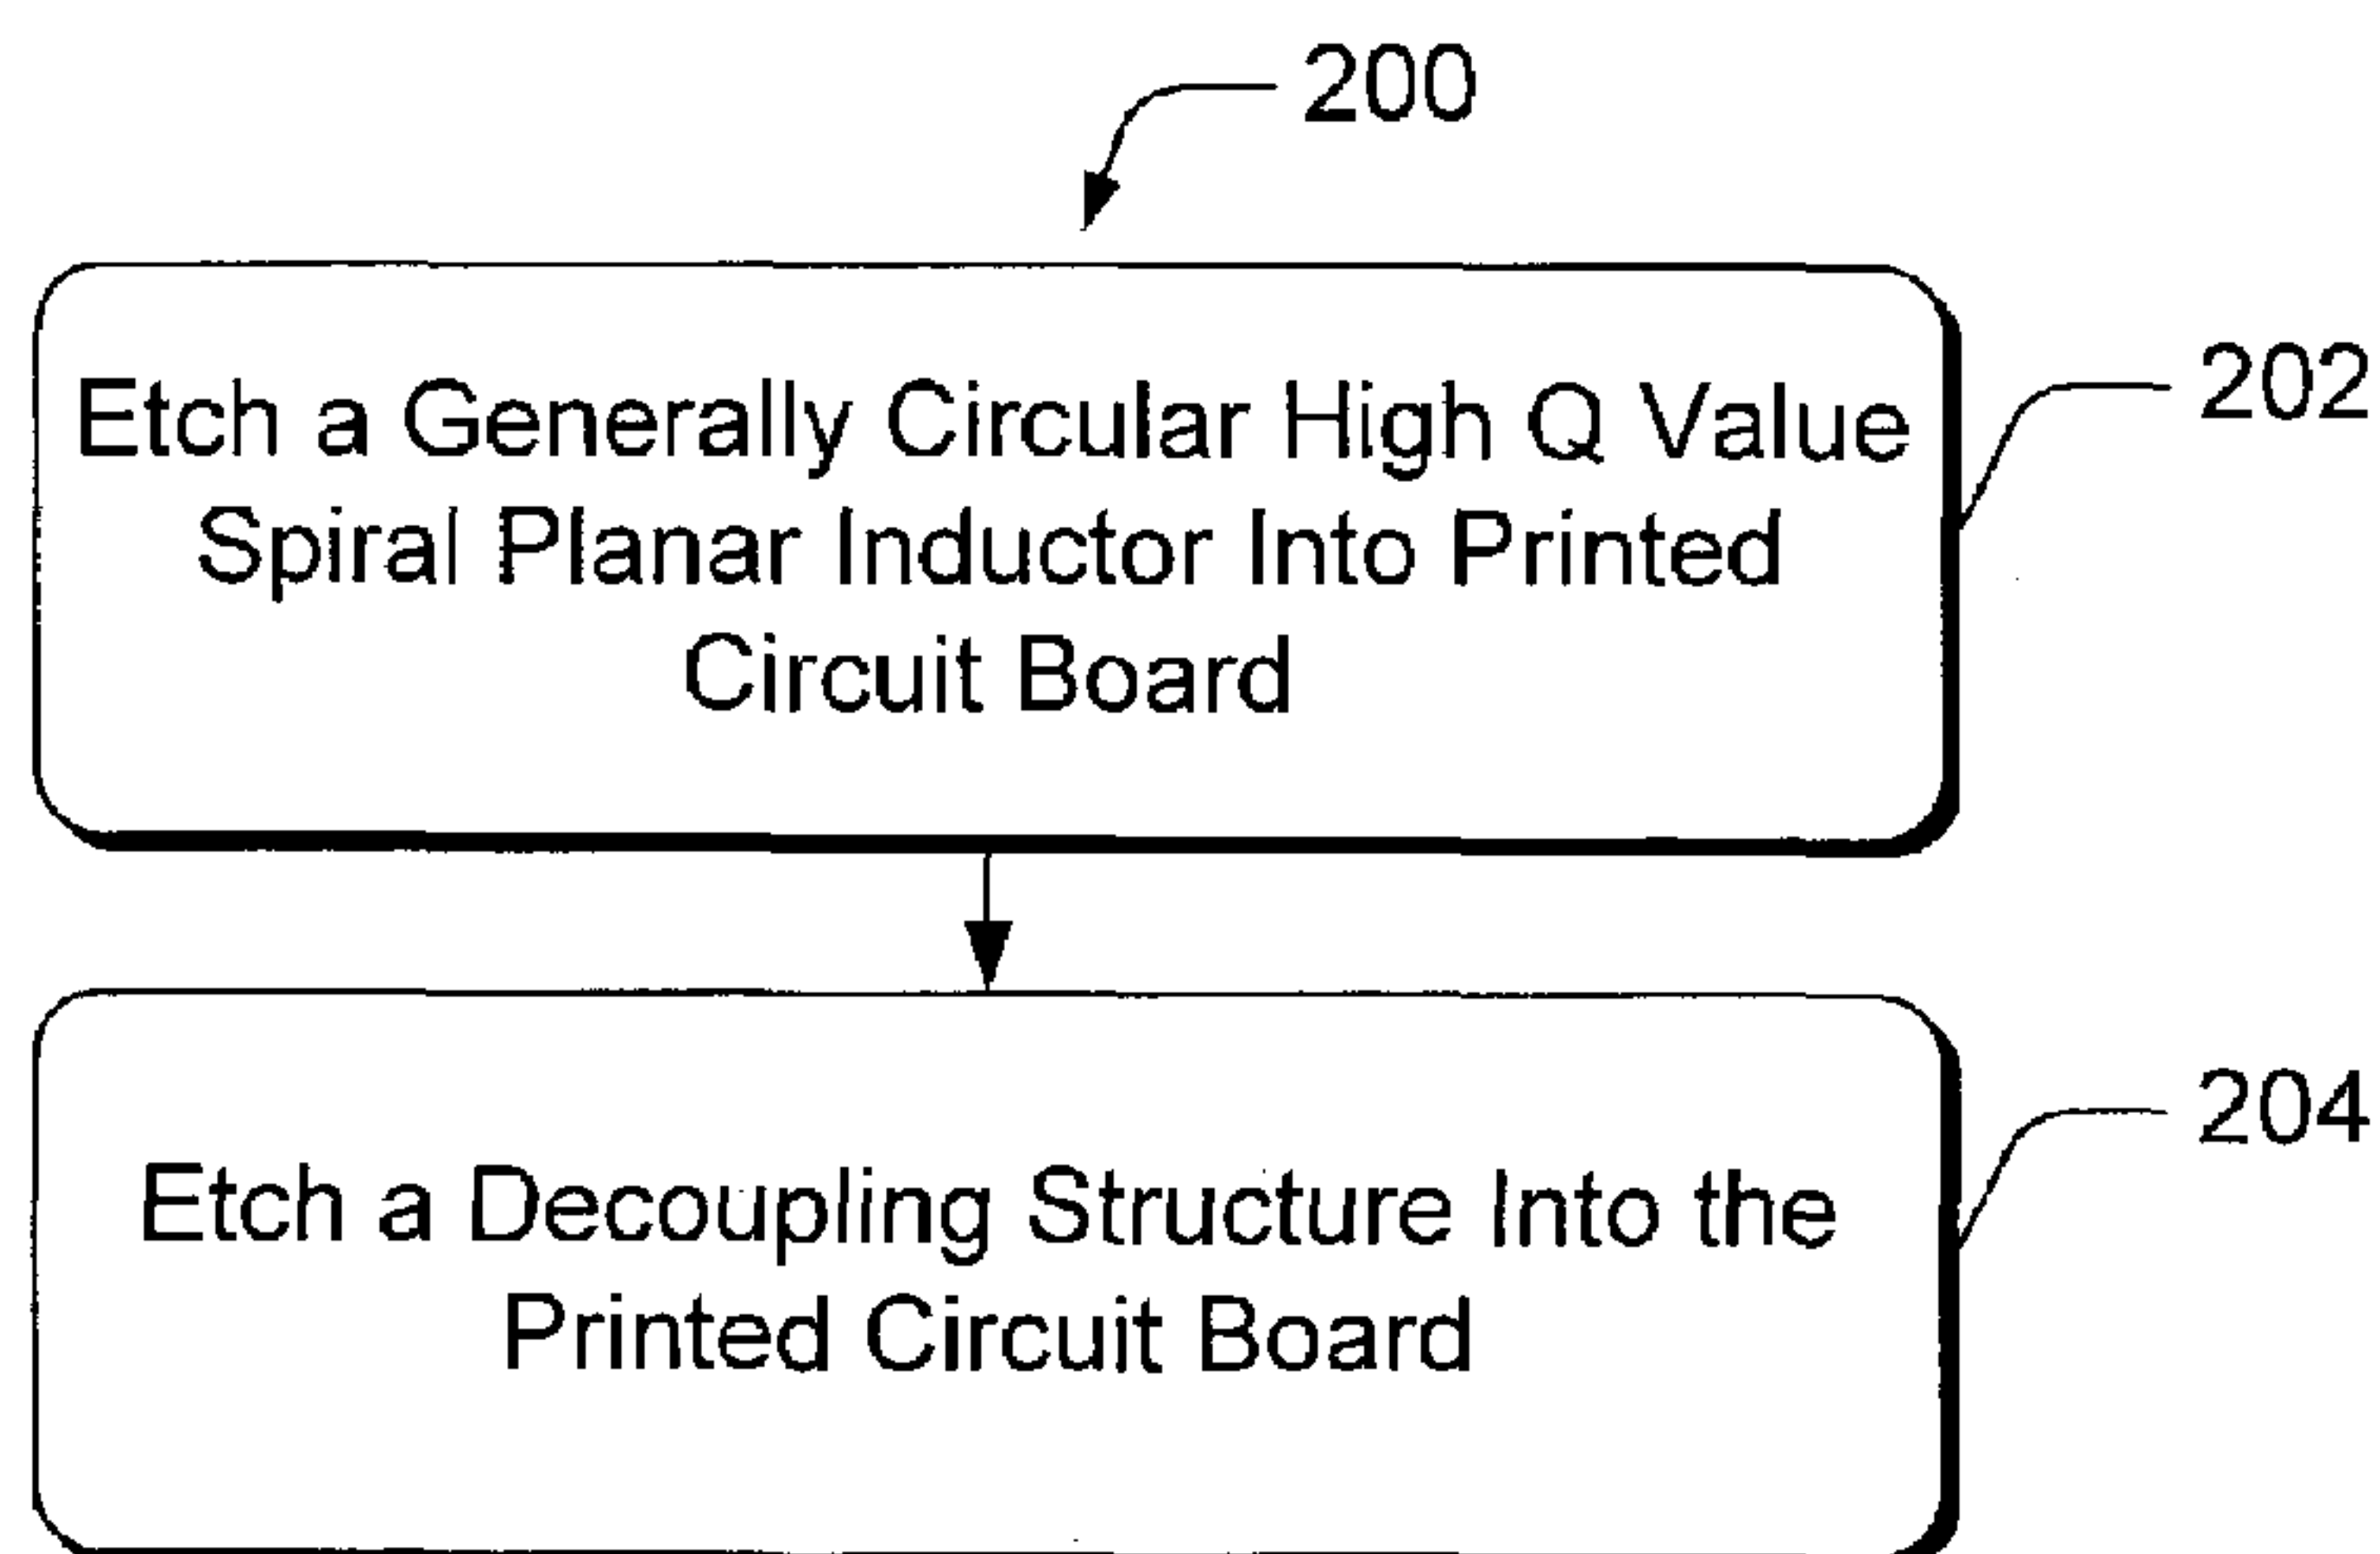 200
Etch a Generally Circular High Q Value
Spiral Planar Inductor Into Printed
Circuit Board
202
Etch a Decoupling Structure Into the
Printed Circuit Board
204